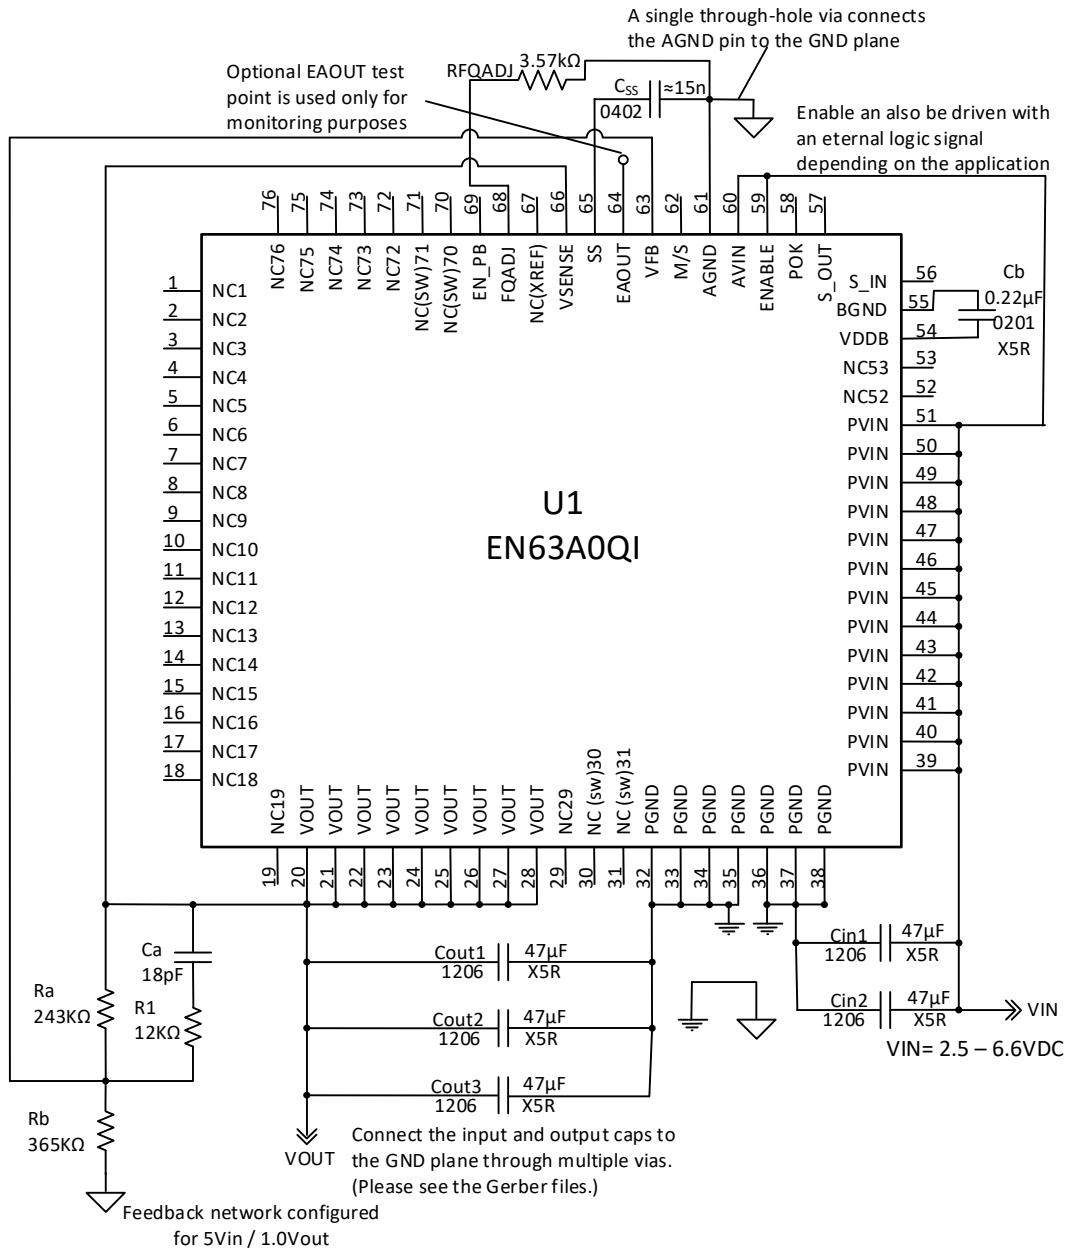 A single through-hole via connects
the AGND pin to the GND plane
RFQADJ
3.57kΩ
Optional EAOUT test
point is used only for
monitoring purposes
CSS
≈15n
0402
Enable an also be driven with
an eternal logic signal
depending on the application
76
75
74
73
72
71
70
69
68
67
66
65
64
63
62
61
60
59
58
57
NC76
NC75
NC74
NC73
NC72
NC(SW)71
NC(SW)70
EN_PB
FQADJ
NC(XREF)
VSENSE
SS
EAOUT
VFB
M/S
AGND
AVIN
ENABLE
POK
S_OUT
1 NC1
2 NC2
3 NC3
4 NC4
5 NC5
6 NC6
7 NC7
8 NC8
9 NC9
10 NC10
11 NC11
12 NC12
13 NC13
14 NC14
15 NC15
16 NC16
17 NC17
18 NC18
U1
EN63A0QI
S_IN 56
BGND 55
VDDB 54
NC53 53
NC52 52
PVIN 51
PVIN 50
PVIN 49
PVIN 48
PVIN 47
PVIN 46
PVIN 45
PVIN 44
PVIN 43
PVIN 42
PVIN 41
PVIN 40
PVIN 39
Cb
0.22µF
0201
X5R
NC19
VOUT
VOUT
VOUT
VOUT
VOUT
VOUT
VOUT
VOUT
VOUT
NC29
NC (sw)30
NC (sw)31
PGND
PGND
PGND
PGND
PGND
PGND
PGND
19
20
21
22
23
24
25
26
27
28
29
30
31
32
33
34
35
36
37
38
Ca
18pF
Ra
243KΩ
R1
12KΩ
Rb
365KΩ
Cout1 47µF
1206 X5R
Cout2 47µF
1206 X5R
Cout3 47µF
1206 X5R
Cin1 47µF
1206 X5R
Cin2 47µF
1206 X5R
VIN
VIN= 2.5 – 6.6VDC
VOUT
Connect the input and output caps to
the GND plane through multiple vias.
(Please see the Gerber files.)
Feedback network configured
for 5Vin / 1.0Vout